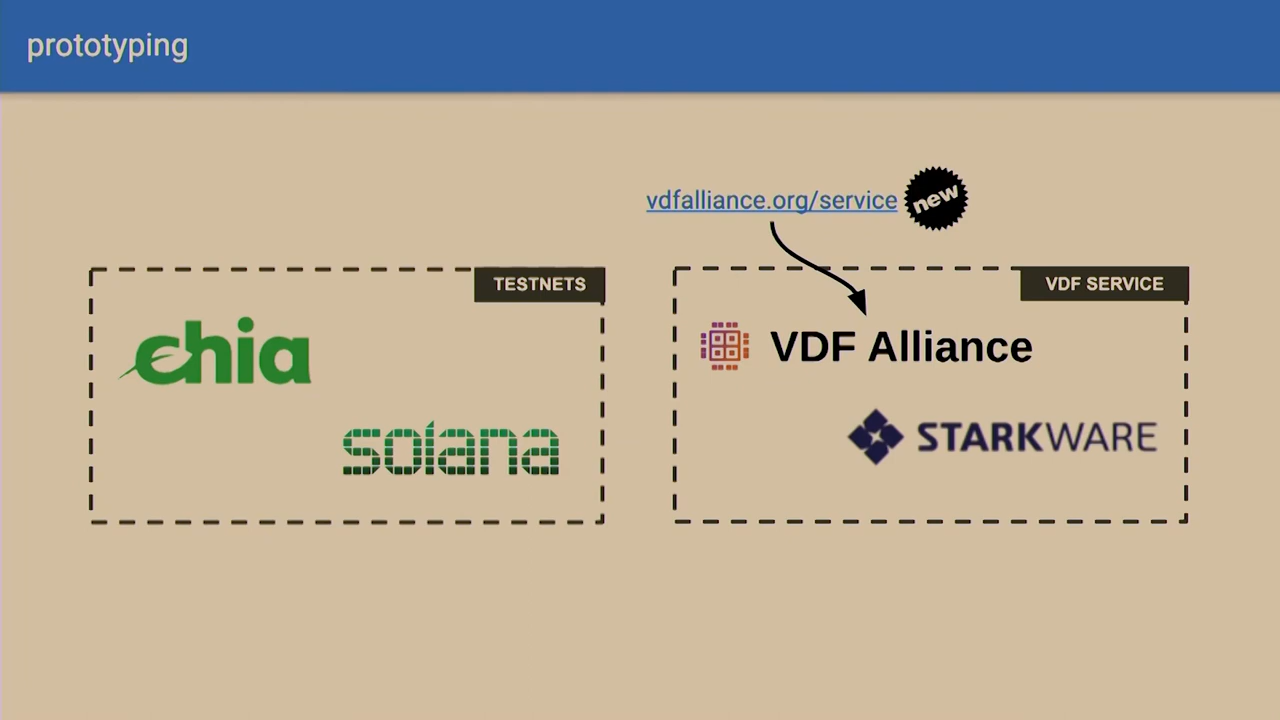 prototyping
vdfalliance.org/service
new
TESTNETS
chia
solana
VDF SERVICE
VDF Alliance
STARKWARE